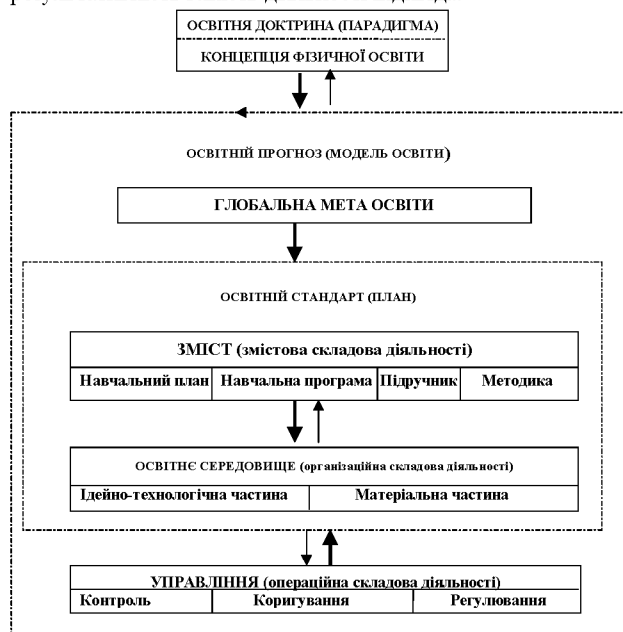 ОСВІТНЯ ДОКТРИНА (ПАРАДИГМА)
КОНЦЕПЦІЯ ФІЗИЧНОЇ ОСВІТИ
ОСВІТНІЙ ПРОГНОЗ (МОДЕЛЬ ОСВІТИ)
ГЛОБАЛЬНА МЕТА ОСВІТИ
ОСВІТНІЙ СТАНДАРТ (ПЛАН)
ЗМІСТ (змістова складова діяльності)
Навчальний план Навчальна програма Підручник Методика
ОСВІТНЄ СЕРЕДОВИЩЕ (організаційна складова діяльності)
Ідейно-технологічна частина Матеріальна частина
УПРАВЛІННЯ (операційна складова діяльності)
Контроль Коригування Регулювання